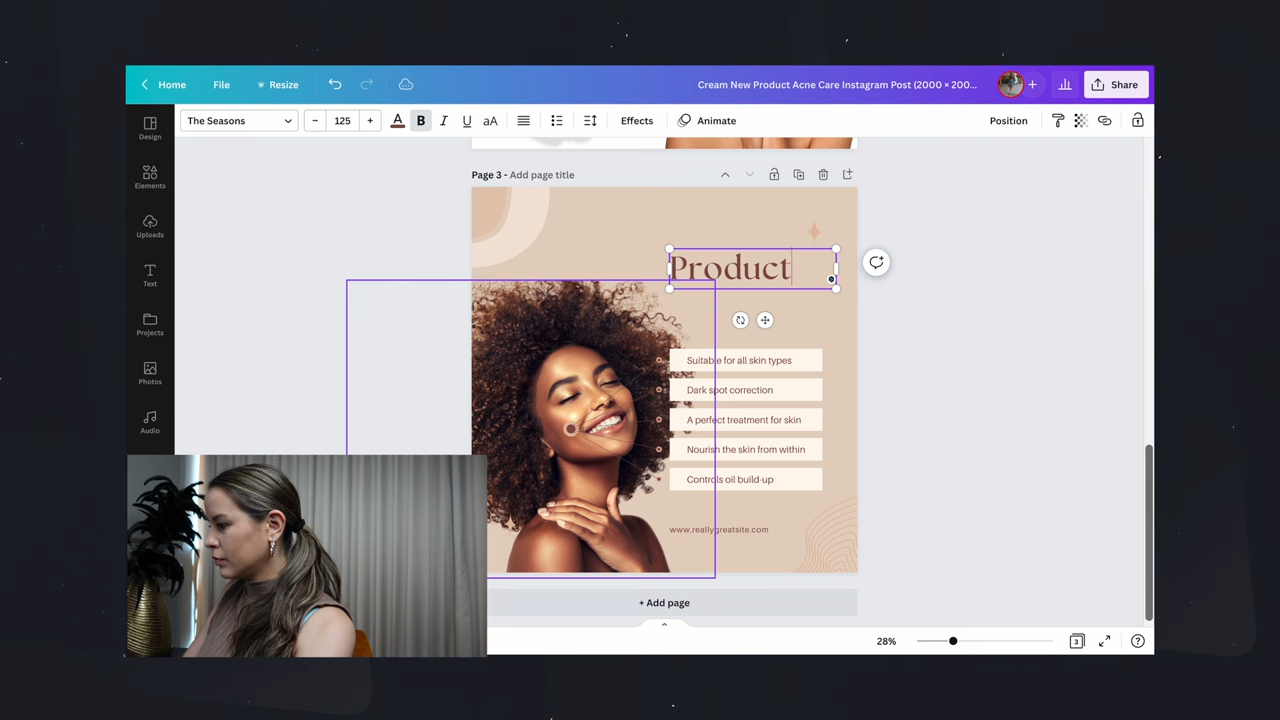 Home File Resize Cream New Product Acne Care Instagram Post (2000 × 200... + Share
The Seasons - 125 + A B I U aA Effects Animate Position
Design
Elements
Uploads
Text
Projects
Photos
Audio
Page 3 - Add page title
Product
Suitable for all skin types
Dark spot correction
A perfect treatment for skin
Nourish the skin from within
Controls oil build-up
www.reallygreatsite.com
+ Add page
28% 3 ?